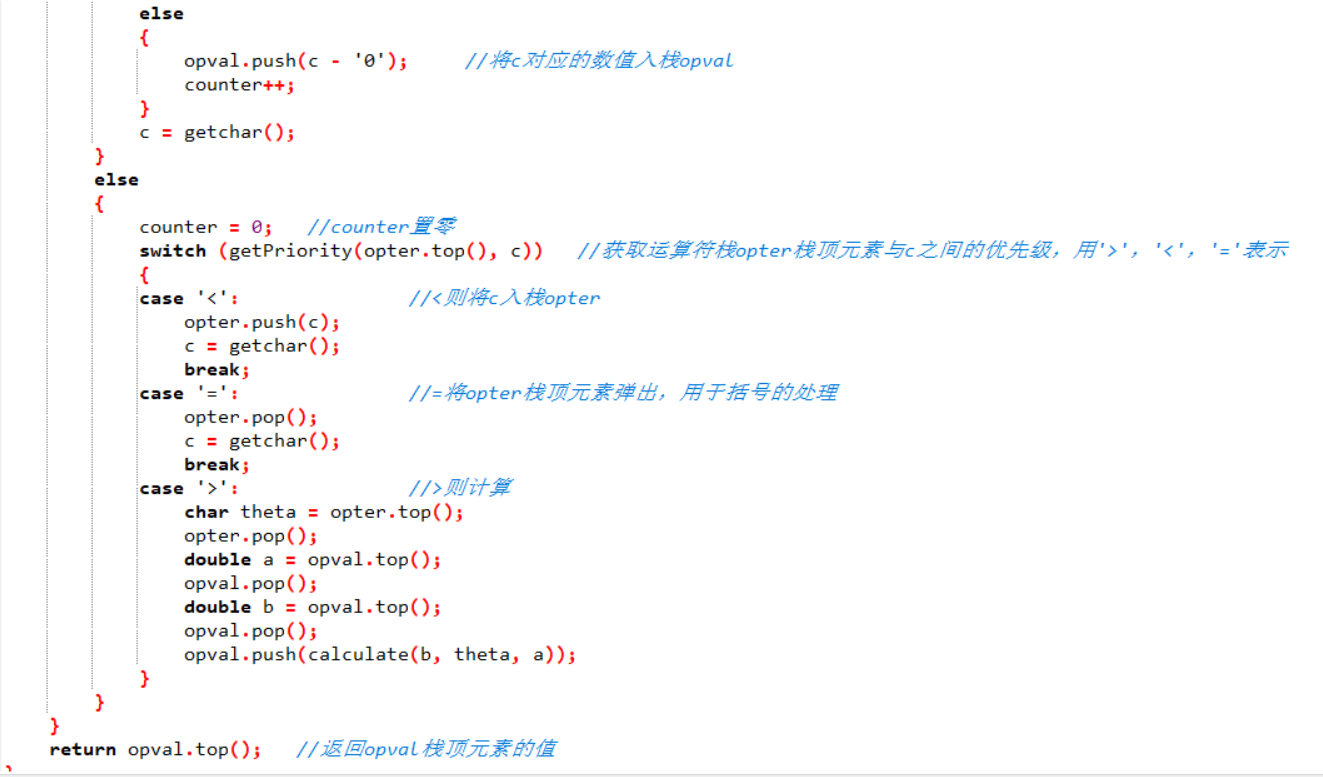 else
{
opval.push(c - '0');     //将c对应的数值入栈opval
counter++;
}
c = getchar();
}
else
{
counter = 0;   //counter置零
switch (getPriority(opter.top(), c))   //获取运算符栈opter栈顶元素与c之间的优先级，用'>'，'<'，'='表示
{
case '<':               //<则将c入栈opter
opter.push(c);
c = getchar();
break;
case '=':               //=将opter栈顶元素弹出，用于括号的处理
opter.pop();
c = getchar();
break;
case '>':               //>则计算
char theta = opter.top();
opter.pop();
double a = opval.top();
opval.pop();
double b = opval.top();
opval.pop();
opval.push(calculate(b, theta, a));
}
}
}
return opval.top();   //返回opval栈顶元素的值